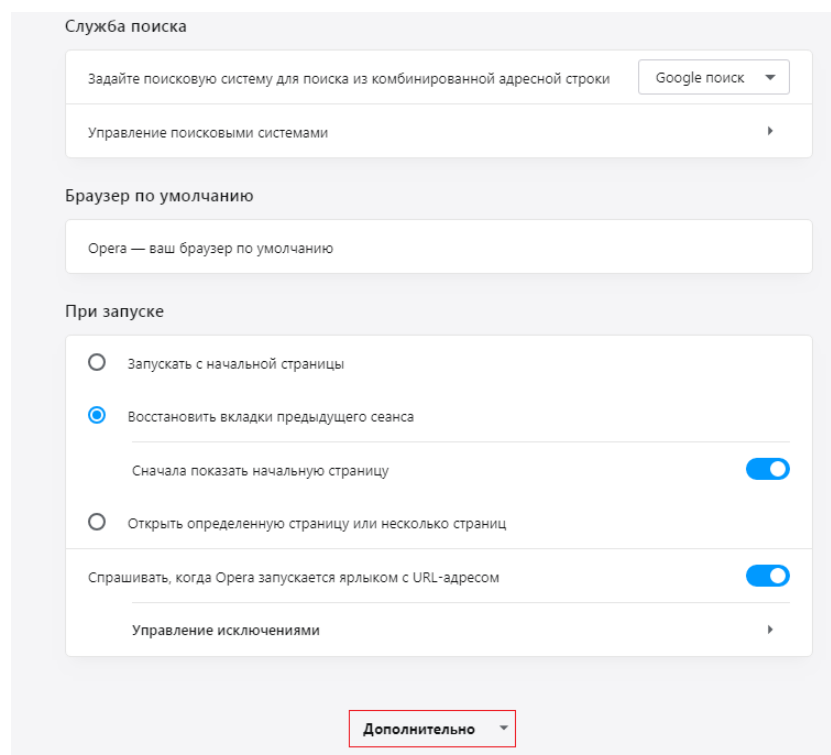 Служба поиска
Задайте поисковую систему для поиска из комбинированной адресной строки
Google поиск
Управление поисковыми системами
Браузер по умолчанию
Opera — ваш браузер по умолчанию
При запуске
Запускать с начальной страницы
Восстановить вкладки предыдущего сеанса
Сначала показать начальную страницу
Открыть определенную страницу или несколько страниц
Спрашивать, когда Opera запускается ярлыком с URL-адресом
Управление исключениями
Дополнительно